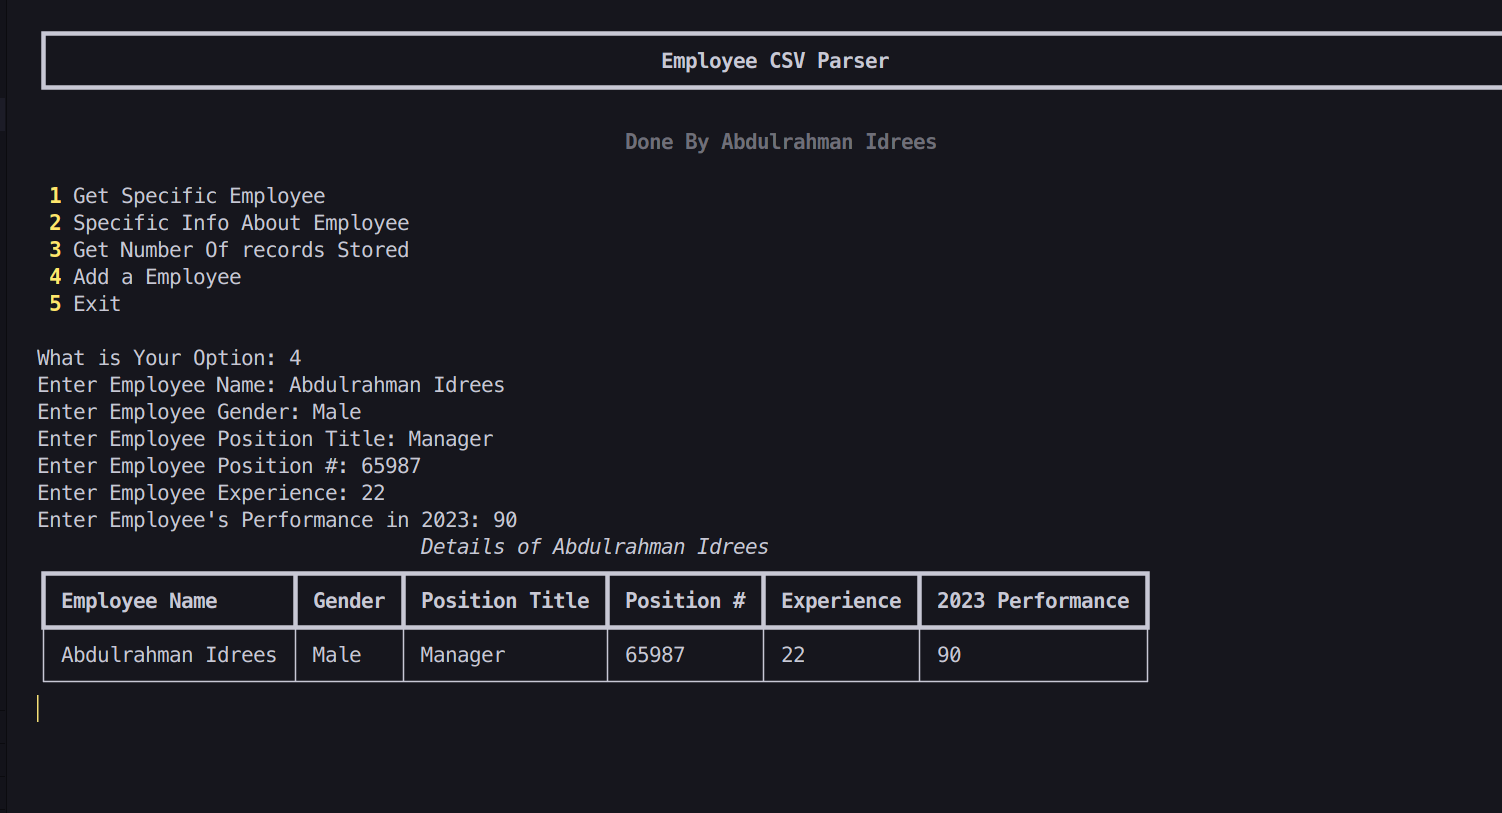 Employee CSV Parser
Done By Abdulrahman Idrees
1 Get Specific Employee
2 Specific Info About Employee
3 Get Number Of records Stored
4 Add a Employee
5 Exit
What is Your Option: 4
Enter Employee Name: Abdulrahman Idrees
Enter Employee Gender: Male
Enter Employee Position Title: Manager
Enter Employee Position #: 65987
Enter Employee Experience: 22
Enter Employee's Performance in 2023: 90
Details of Abdulrahman Idrees
Employee Name Gender Position Title Position # Experience 2023 Performance
Abdulrahman Idrees Male Manager 65987 22 90